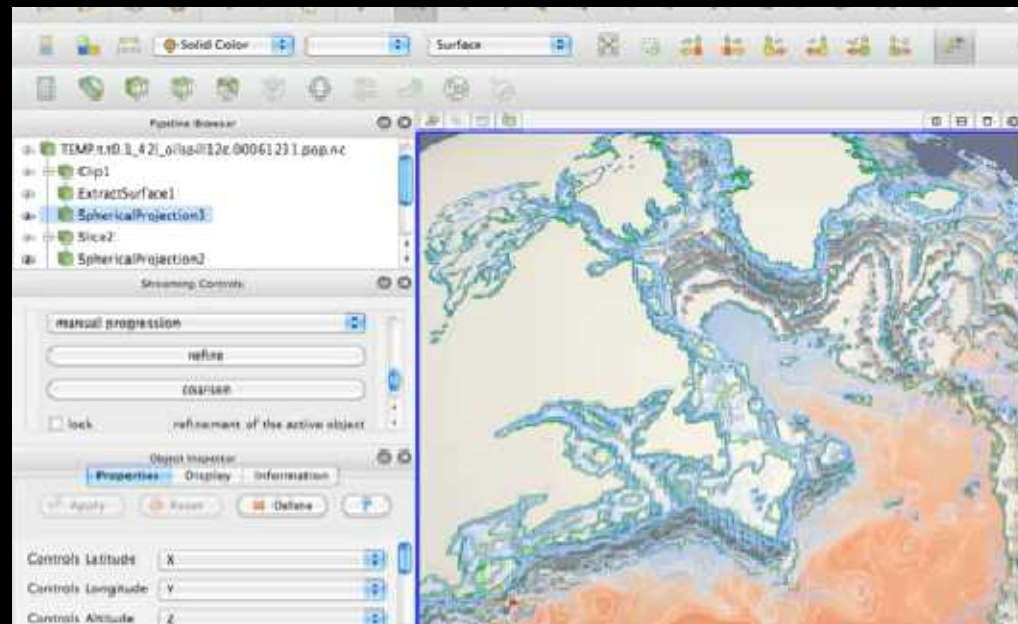 Solid Color
Surface
Pipeline Browser
Clip1
ExtractSurface1
SphericalProjection3
Slice2
SphericalProjection2
Streaming Controls
manual progression
refine
coarsen
lock refinement of the active object
Object Inspector
Properties Display Information
Apply Reset Delete ?
Controls Latitude X
Controls Longitude Y
Controls Altitude Z